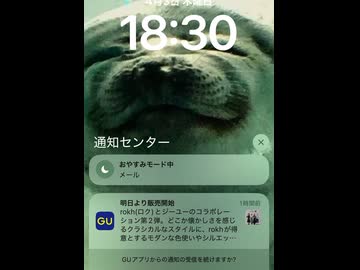 4月3日 木曜日
18:30
通知センター
おやすみモード中
メール
明日より販売開始
1時間前
GU
rokh(ロク)とジーユーのコラボレー
ション第2弾。どこか懐かしさを感じ
るクラシカルなスタイルに、rokhが得
意とするモダンな色使いやシルエッ…
GUアプリからの通知の受信を続けますか?